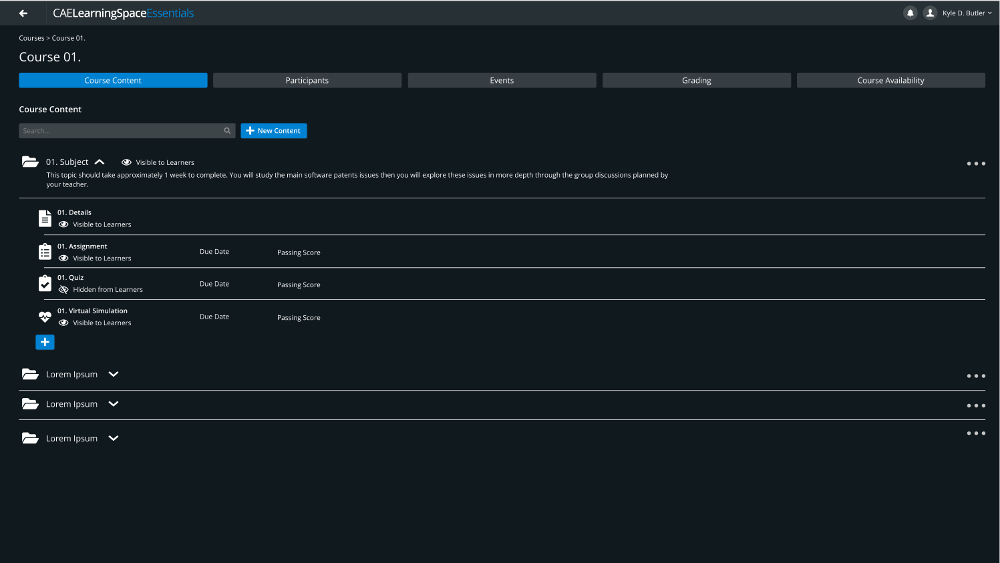 CAELearningSpaceEssentials
Kyle D. Butler
Courses > Course 01.
Course 01.
Course Content
Participants
Events
Grading
Course Availability
Course Content
Search...
New Content
01. Subject
Visible to Learners
This topic should take approximately 1 week to complete. You will study the main software patents issues then you will explore these issues in more depth through the group discussions planned by
your teacher.
01. Details
Visible to Learners
01. Assignment
Visible to Learners
Due Date
Passing Score
01. Quiz
Hidden from Learners
Due Date
Passing Score
01. Virtual Simulation
Visible to Learners
Due Date
Passing Score
Lorem Ipsum
Lorem Ipsum
Lorem Ipsum